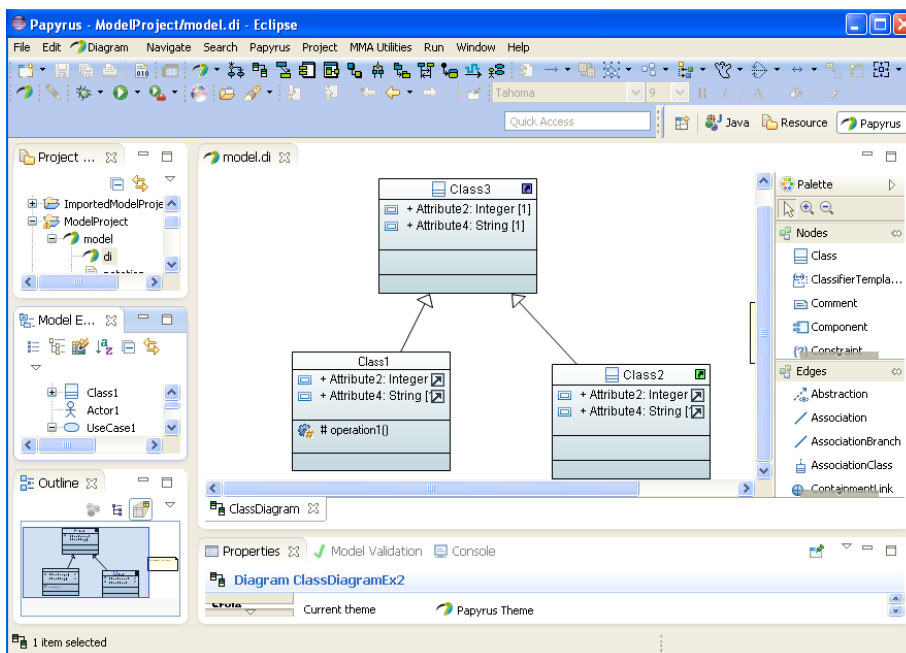 Papyrus - ModelProject/model.di - Eclipse
File Edit Diagram Navigate Search Papyrus Project MMA Utilities Run Window Help
Tahoma 9 B I A
Quick Access Java Resource Papyrus
Project ...
ImportedModelProje
ModelProject
model
di
model.di
Class3
+ Attribute2: Integer [1]
+ Attribute4: String [1]
Class1
+ Attribute2: Integer
+ Attribute4: String [1
# operation1()
Class2
+ Attribute2: Integer
+ Attribute4: String [
Palette
Nodes
Class
ClassifierTempla...
Comment
Component
Constraint
Edges
Abstraction
Association
AssociationBranch
AssociationClass
ContainmentLink
Model E...
Class1
Actor1
UseCase1
Outline
ClassDiagram
Properties Model Validation Console
Diagram ClassDiagramEx2
Current theme Papyrus Theme
1 item selected